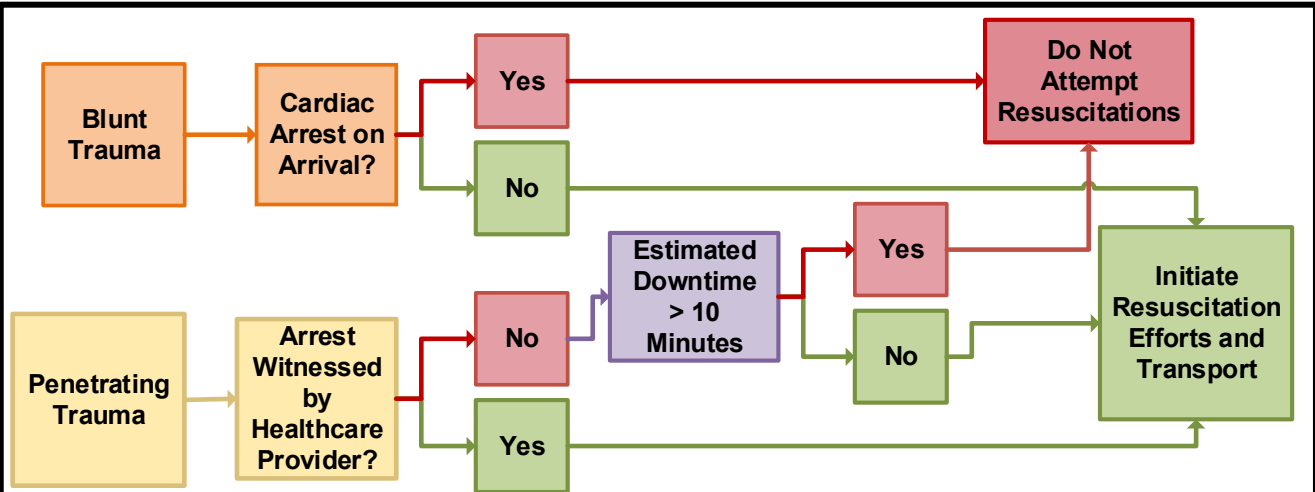 Blunt
Trauma
Cardiac
Arrest on
Arrival?
Yes
No
Do Not
Attempt
Resuscitations
Penetrating
Trauma
Arrest
Witnessed
by
Healthcare
Provider?
No
Yes
Estimated
Downtime
> 10
Minutes
Yes
No
Initiate
Resuscitation
Efforts and
Transport